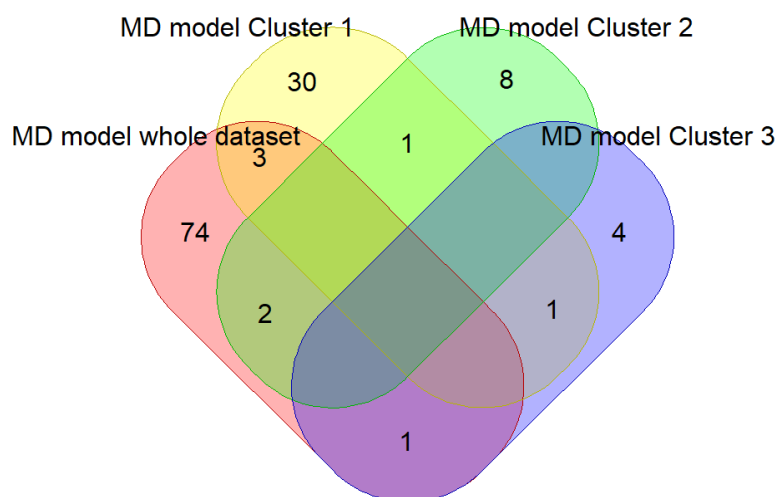 MD model Cluster 1
MD model Cluster 2
30
8
MD model whole dataset
MD model Cluster 3
3
1
74
4
2
1
1